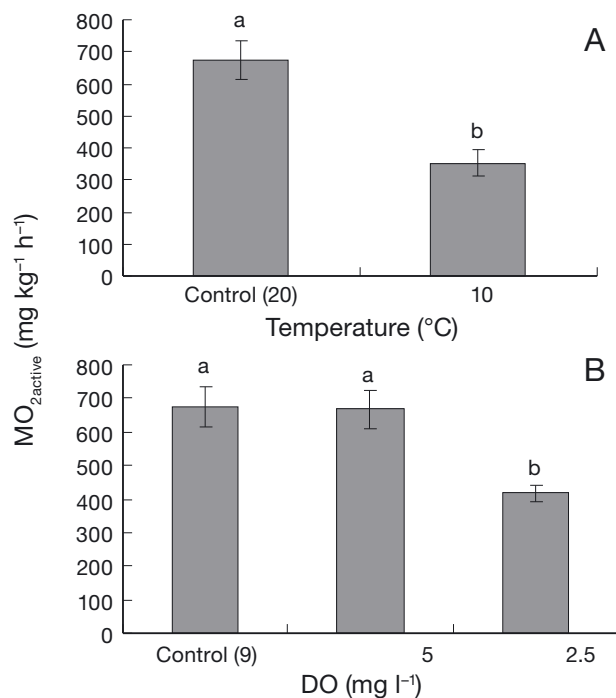 A
800
700
600
500
400
300
200
100
0
a
b
Control (20) 10
Temperature (°C)
MO₂active (mg kg⁻¹ h⁻¹)
B
800
700
600
500
400
300
200
100
0
a
a
b
Control (9) 5 2.5
DO (mg l⁻¹)